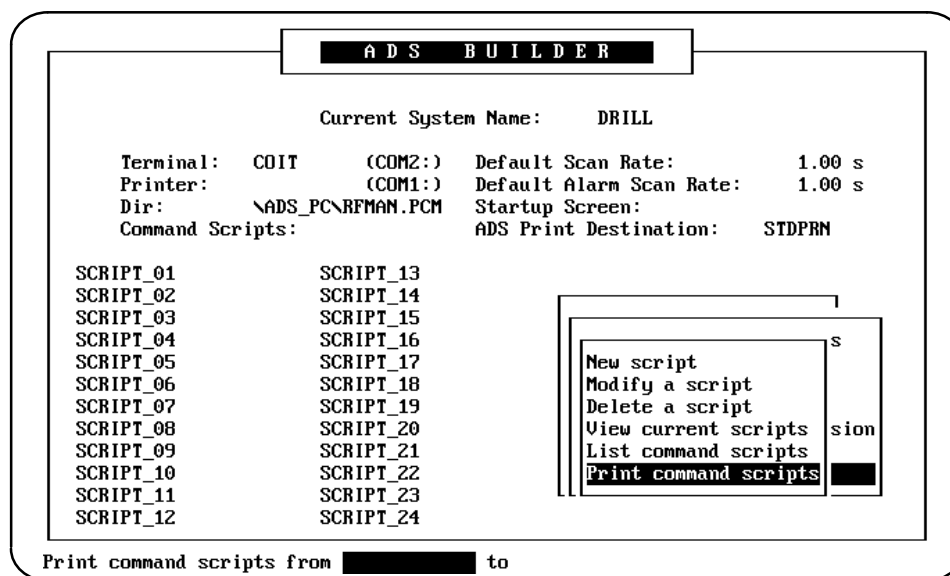 ADS BUILDER
Current System Name: DRILL
Terminal: COIT (COM2:) Default Scan Rate: 1.00 s
Printer: (COM1:) Default Alarm Scan Rate: 1.00 s
Dir: \ADS_PC\RFMAN.PCM Startup Screen:
Command Scripts: ADS Print Destination: STDPRN
SCRIPT_01 SCRIPT_13
SCRIPT_02 SCRIPT_14
SCRIPT_03 SCRIPT_15
SCRIPT_04 SCRIPT_16 s
SCRIPT_05 SCRIPT_17 New script
SCRIPT_06 SCRIPT_18 Modify a script
SCRIPT_07 SCRIPT_19 Delete a script
SCRIPT_08 SCRIPT_20 View current scripts sion
SCRIPT_09 SCRIPT_21 List command scripts
SCRIPT_10 SCRIPT_22 Print command scripts
SCRIPT_11 SCRIPT_23
SCRIPT_12 SCRIPT_24
Print command scripts from to